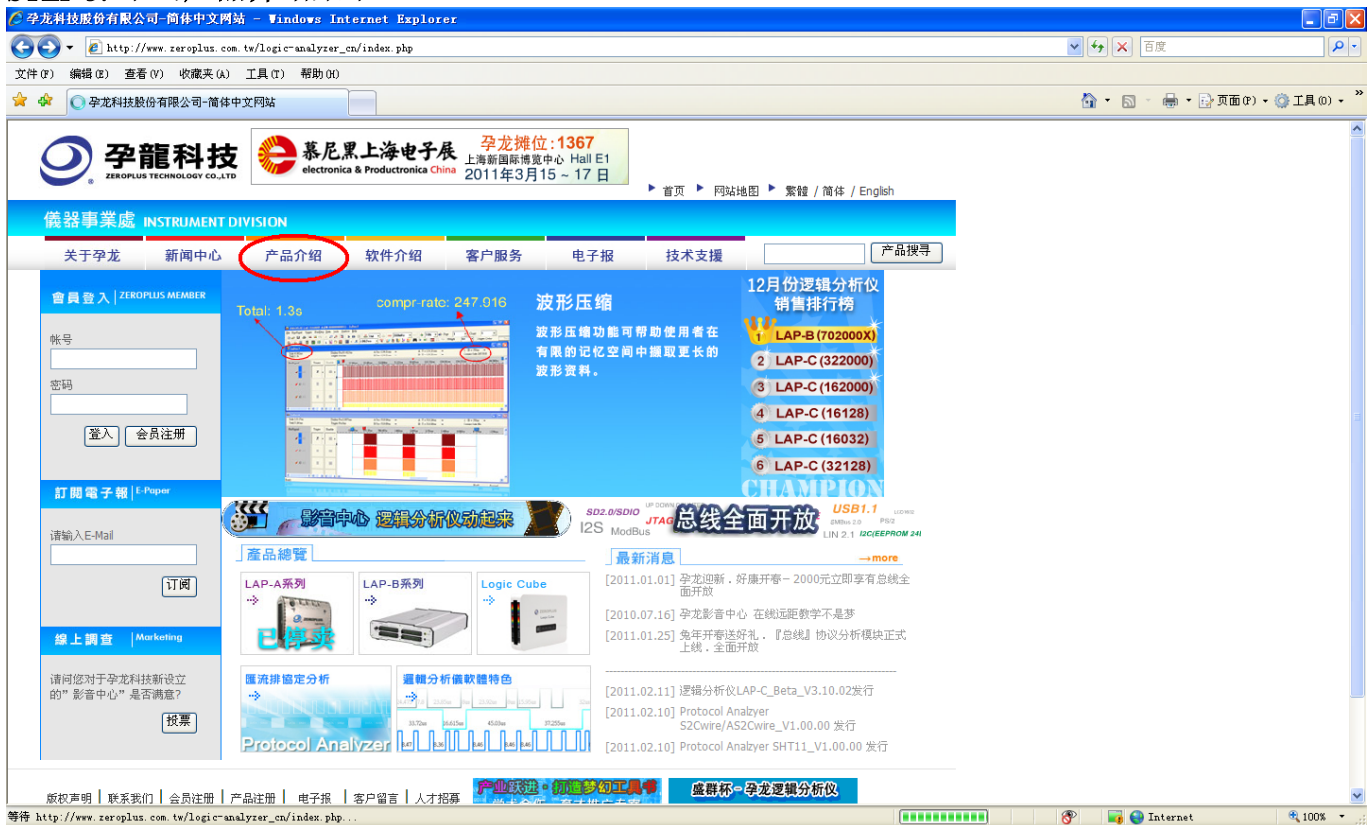 孕龙科技股份有限公司-简体中文网站 - Windows Internet Explorer
http://www.zeroplus.com.tw/logic-analyzer_cn/index.php
百度
文件(F) 编辑(E) 查看(V) 收藏夹(A) 工具(T) 帮助(H)
孕龙科技股份有限公司-简体中文网站
页面(P) 工具(O)
孕龍科技
ZEROPLUS TECHNOLOGY CO.,LTD
慕尼黑上海电子展
electronica & Productronica China
孕龙摊位:1367
上海新国际博览中心 Hall E1
2011年3月15 ~ 17 日
首页 网站地图 繁體 / 简体 / English
儀器事業處 INSTRUMENT DIVISION
关于孕龙 新闻中心 产品介绍 软件介绍 客户服务 电子报 技术支援 产品搜寻
會員登入 ZEROPLUS MEMBER
帐号
密码
登入 会员注册
Total: 1.3s
compr-rate: 247.916
波形压缩
波形压缩功能可帮助使用者在
有限的记忆空间中撷取更长的
波形资料。
12月份逻辑分析仪
销售排行榜
1 LAP-B (702000X)
2 LAP-C (322000)
3 LAP-C (162000)
4 LAP-C (16128)
5 LAP-C (16032)
6 LAP-C (32128)
CHAMPION
訂閱電子報 E-Paper
请输入E-Mail
订阅
線上調查 Marketing
请问您对于孕龙科技新设立
的”影音中心”是否满意?
投票
影音中心 逻辑分析仪动起来
SD2.0/SDIO
I2S ModBus
JTAG
总线全面开放
USB1.1
LIN 2.1 I2C(EEPROM 24L
產品總覽
LAP-A系列
已停卖
LAP-B系列
Logic Cube
匯流排協定分析
Protocol Analyzer
邏輯分析儀軟體特色
最新消息
→more
[2011.01.01] 孕龙迎新．好康开春－2000元立即享有总线全
面开放
[2010.07.16] 孕龙影音中心 在线远距教学不是梦
[2011.01.25] 兔年开春送好礼．『总线』协议分析模块正式
上线．全面开放
[2011.02.11] 逻辑分析仪LAP-C_Beta_V3.10.02发行
[2011.02.10] Protocol Analzyer
S2Cwire/AS2Cwire_V1.00.00 发行
[2011.02.10] Protocol Analzyer SHT11_V1.00.00 发行
版权声明 联系我们 会员注册 产品注册 电子报 客户留言 人才招募
产业跃进·打造梦幻工具书
盛群杯-孕龙逻辑分析仪
等待 http://www.zeroplus.com.tw/logic-analyzer_cn/index.php...
Internet
100%